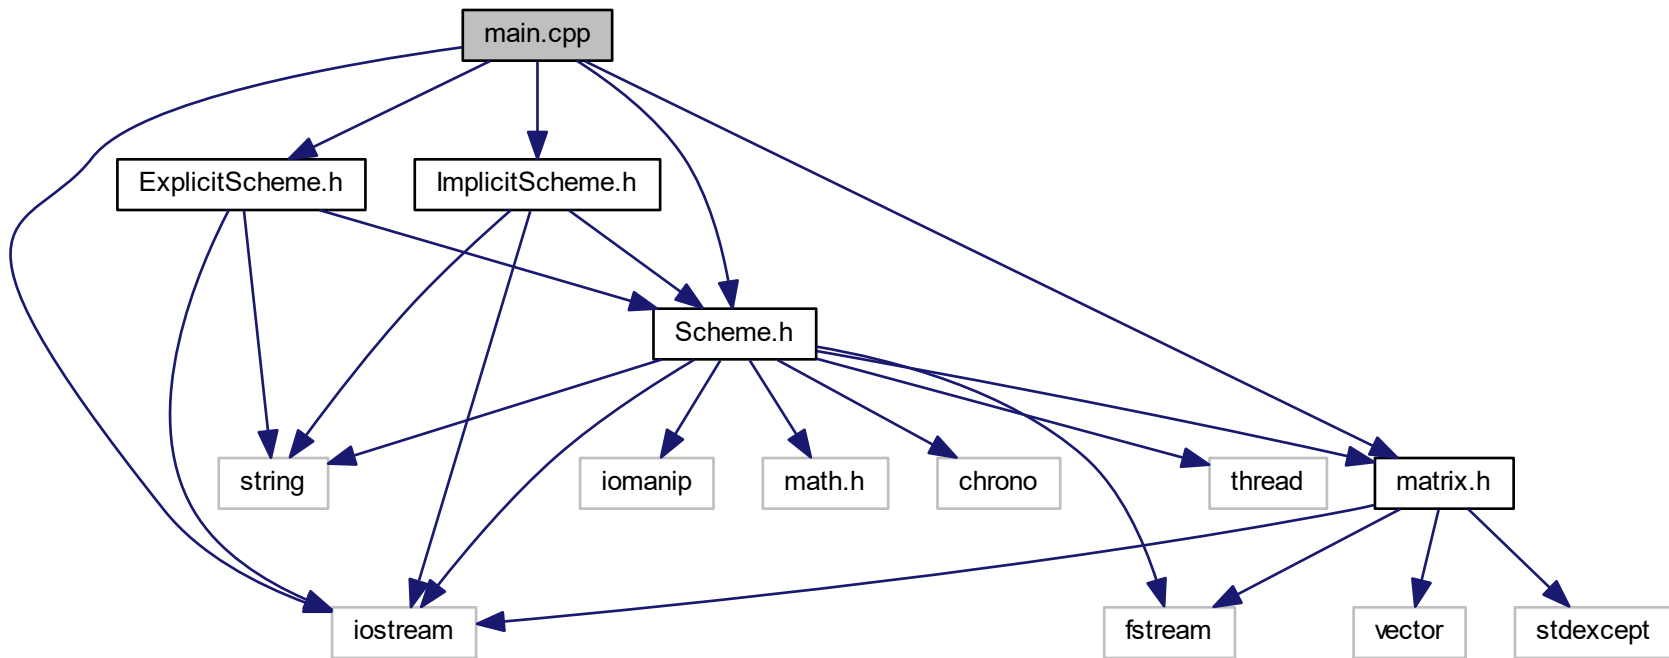 main.cpp
ExplicitScheme.h
ImplicitScheme.h
Scheme.h
string
iomanip
math.h
chrono
thread
matrix.h
iostream
fstream
vector
stdexcept